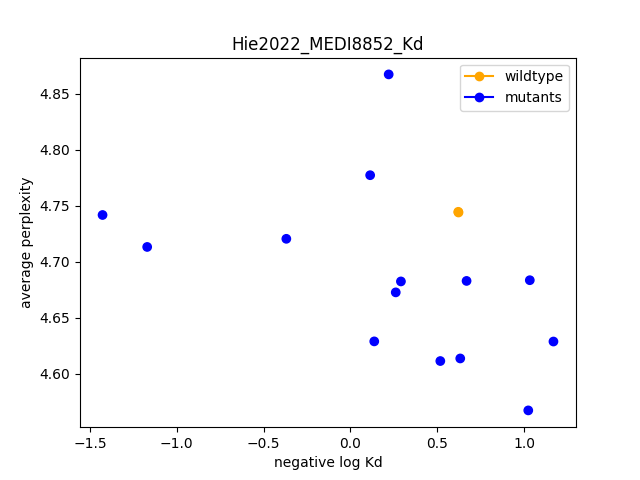 Hie2022_MEDI8852_Kd
wildtype
mutants
average perplexity
4.85
4.80
4.75
4.70
4.65
4.60
−1.5
−1.0
−0.5
0.0
0.5
1.0
negative log Kd